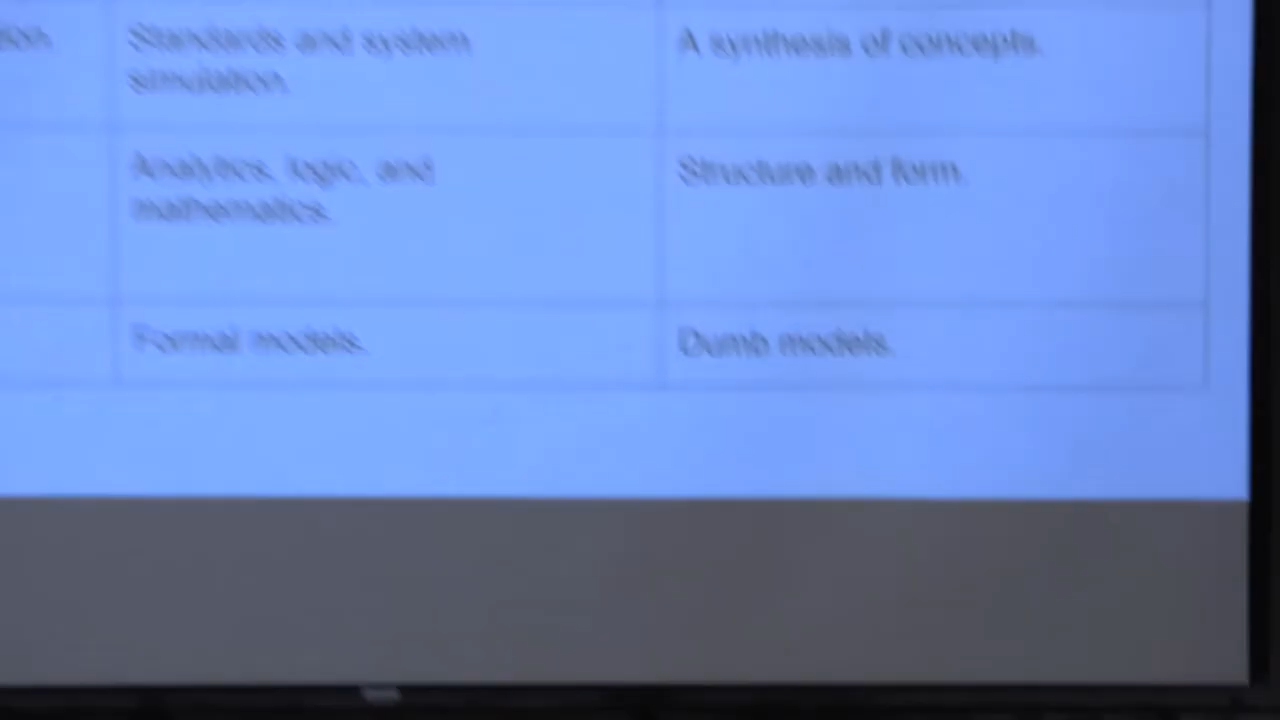 Standards and system
simulation.
A synthesis of concepts.
Analytics, logic, and
mathematics.
Structure and form.
Formal models.
Dumb models.